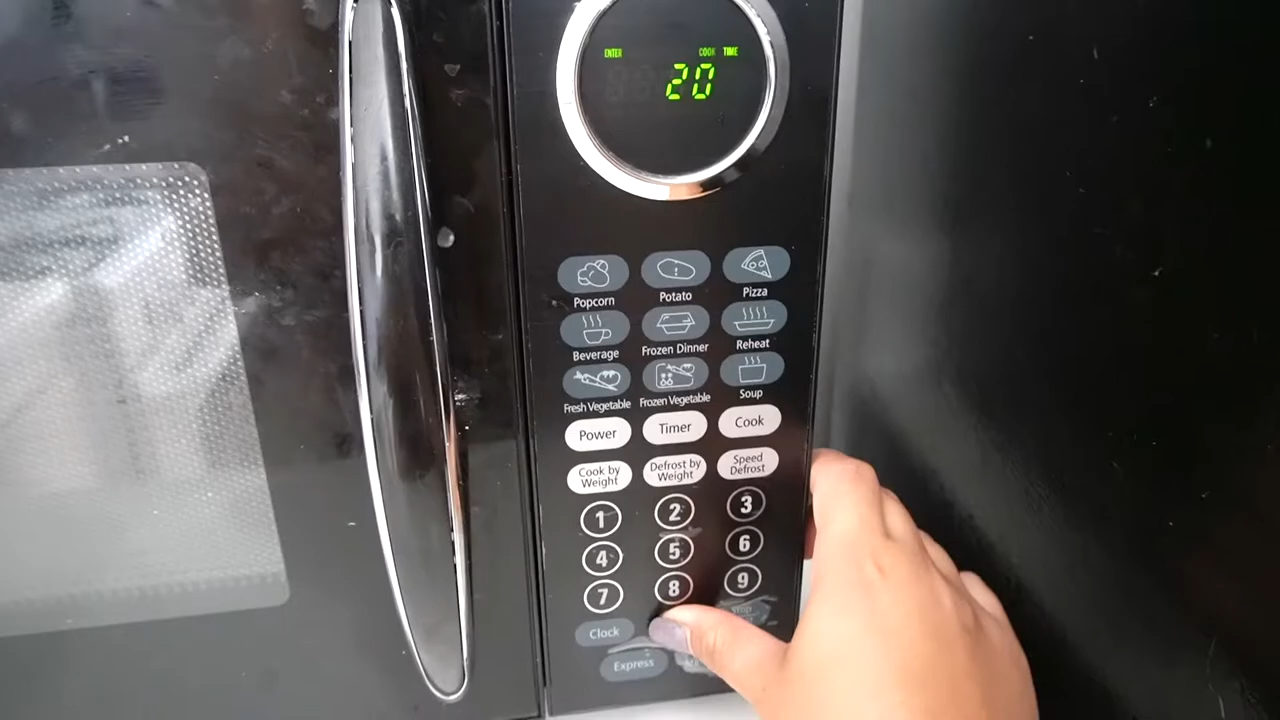 ENTER COOK TIME
20
Popcorn Potato Pizza
Beverage Frozen Dinner Reheat
Fresh Vegetable Frozen Vegetable Soup
Power Timer Cook
Cook by Weight Defrost by Weight Speed Defrost
1 2 3
4 5 6
7 8 9
Clock Stop
Express